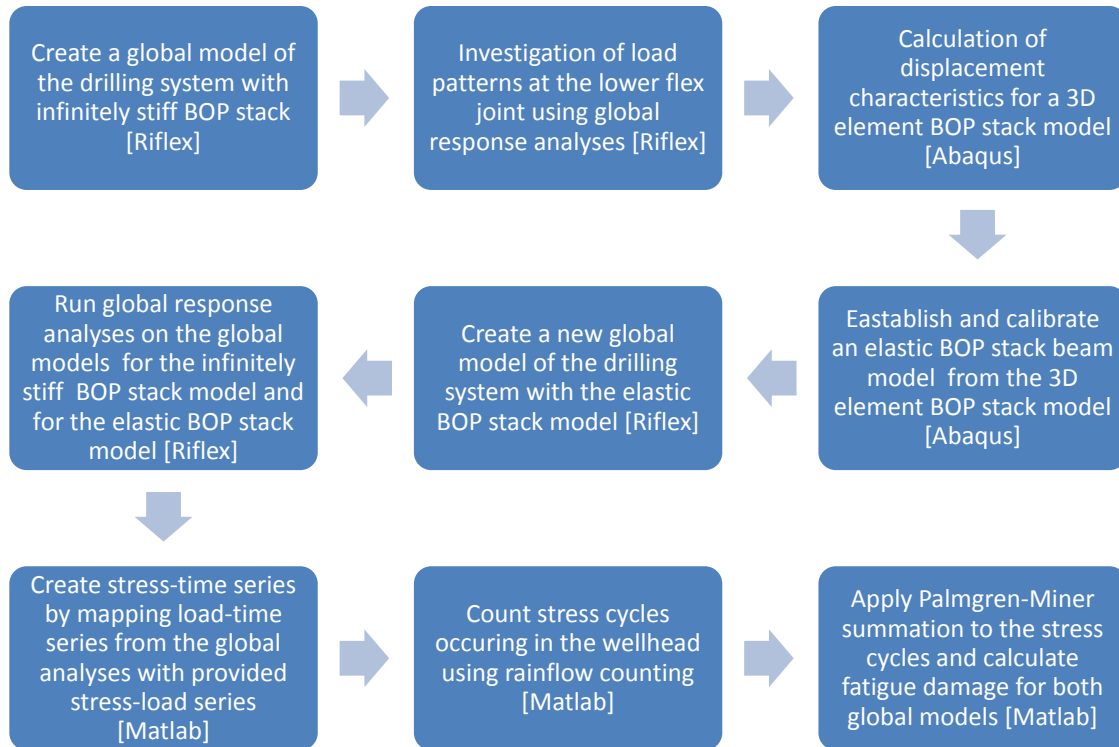 Create a global model of
the drilling system with
infinitely stiff BOP stack
[Riflex]
Investigation of load
patterns at the lower flex
joint using global
response analyses [Riflex]
Calculation of
displacement
characteristics for a 3D
element BOP stack model
[Abaqus]
Eastablish and calibrate
an elastic BOP stack beam
model from the 3D
element BOP stack model
[Abaqus]
Create a new global
model of the drilling
system with the elastic
BOP stack model [Riflex]
Run global response
analyses on the global
models for the infinitely
stiff BOP stack model and
for the elastic BOP stack
model [Riflex]
Create stress-time series
by mapping load-time
series from the global
analyses with provided
stress-load series
[Matlab]
Count stress cycles
occuring in the wellhead
using rainflow counting
[Matlab]
Apply Palmgren-Miner
summation to the stress
cycles and calculate
fatigue damage for both
global models [Matlab]